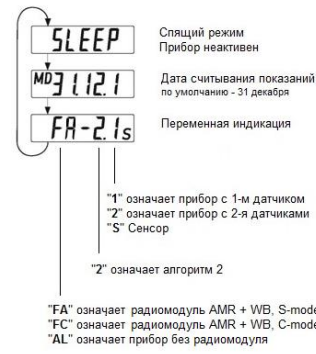 SLEEP
Спящий режим
Прибор неактивен
MD 31.12.1
Дата считывания показаний
по умолчанию - 31 декабря
FA-2.1s
Переменная индикация
"1" означает прибор с 1-м датчиком
"2" означает прибор с 2-я датчиками
"S" Сенсор
"2" означает алгоритм 2
"FA" означает радиомодуль AMR + WB, S-mode
"FC" означает радиомодуль AMR + WB, C-mode
"AL" означает прибор без радиомодуля